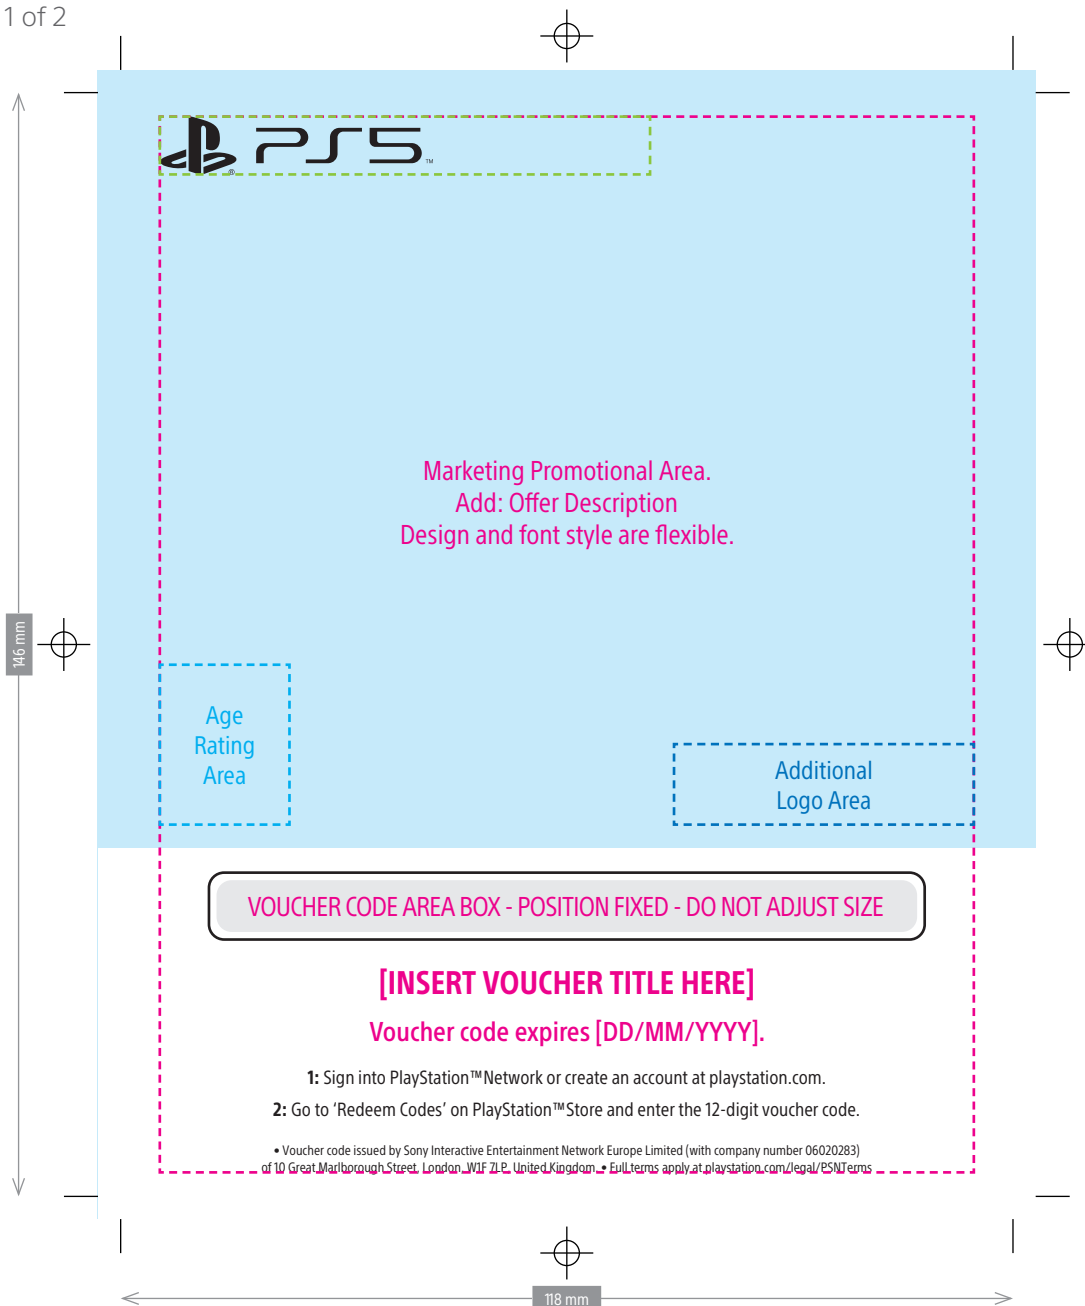 1 of 2
PS5™
®
Marketing Promotional Area.
Add: Offer Description
Design and font style are flexible.
146 mm
Age
Rating
Area
Additional
Logo Area
VOUCHER CODE AREA BOX - POSITION FIXED - DO NOT ADJUST SIZE
[INSERT VOUCHER TITLE HERE]
Voucher code expires [DD/MM/YYYY].
1: Sign into PlayStation™Network or create an account at playstation.com.
2: Go to ‘Redeem Codes’ on PlayStation™Store and enter the 12-digit voucher code.
• Voucher code issued by Sony Interactive Entertainment Network Europe Limited (with company number 06020283)
of 10 Great Marlborough Street, London, W1F 7LP, United Kingdom. • Full terms apply at playstation.com/legal/PSNTerms
118 mm